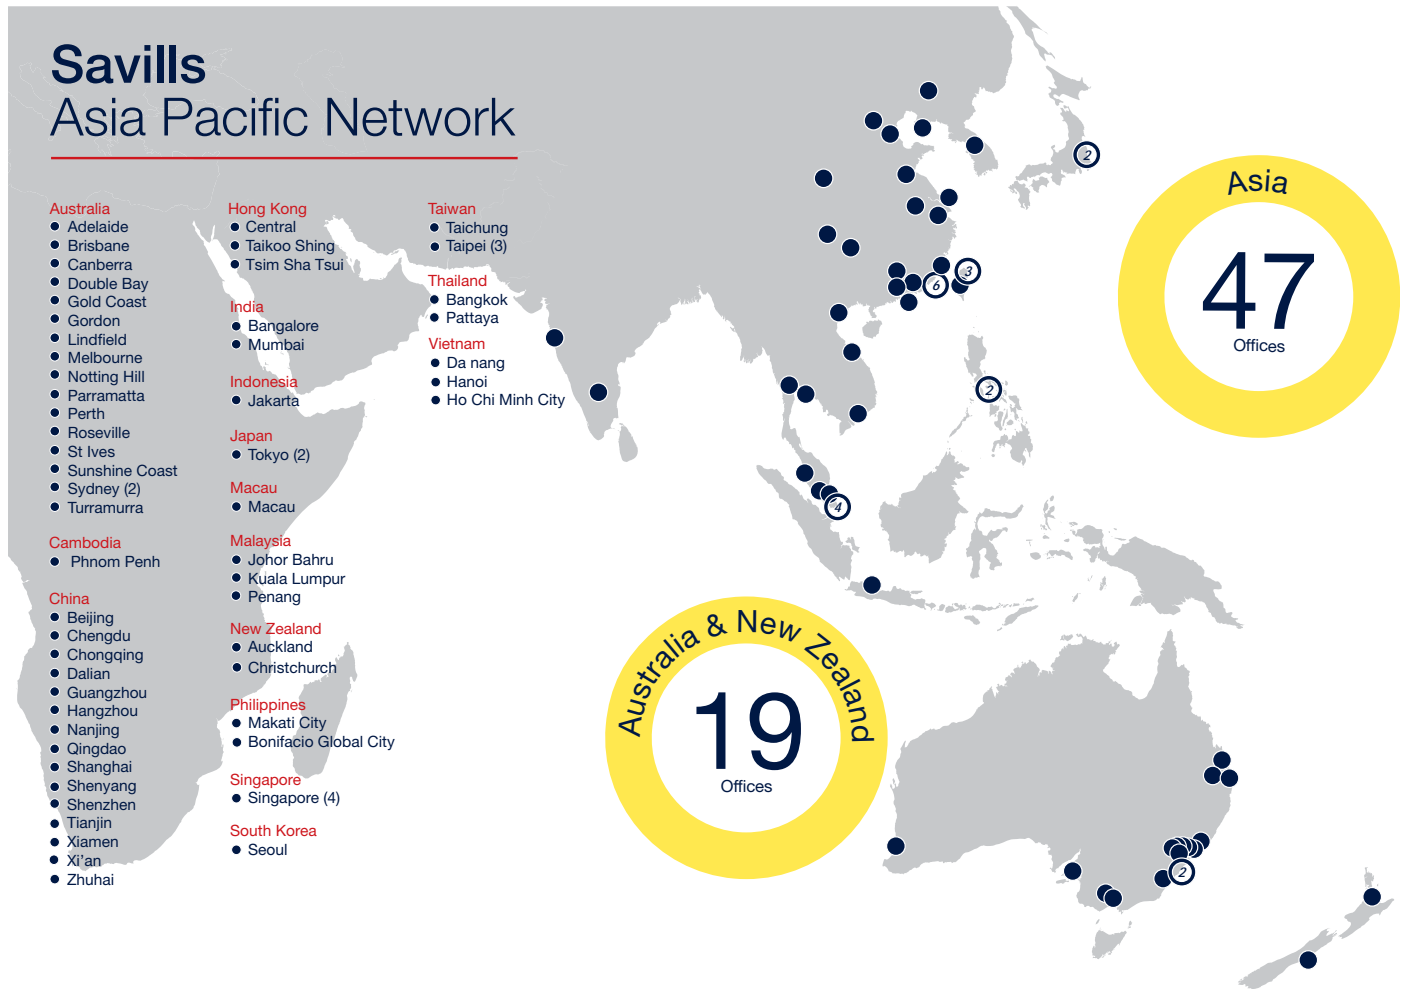 Savills
Asia Pacific Network
Australia
Adelaide
Brisbane
Canberra
Double Bay
Gold Coast
Gordon
Lindfield
Melbourne
Notting Hill
Parramatta
Perth
Roseville
St Ives
Sunshine Coast
Sydney (2)
Turramurra
Cambodia
Phnom Penh
China
Beijing
Chengdu
Chongqing
Dalian
Guangzhou
Hangzhou
Nanjing
Qingdao
Shanghai
Shenyang
Shenzhen
Tianjin
Xiamen
Xi'an
Zhuhai
Hong Kong
Central
Taikoo Shing
Tsim Sha Tsui
India
Bangalore
Mumbai
Indonesia
Jakarta
Japan
Tokyo (2)
Macau
Macau
Malaysia
Johor Bahru
Kuala Lumpur
Penang
New Zealand
Auckland
Christchurch
Philippines
Makati City
Bonifacio Global City
Singapore
Singapore (4)
South Korea
Seoul
Taiwan
Taichung
Taipei (3)
Thailand
Bangkok
Pattaya
Vietnam
Da nang
Hanoi
Ho Chi Minh City
2
3
6
2
4
2
Asia
47
Offices
Australia & New Zealand
19
Offices